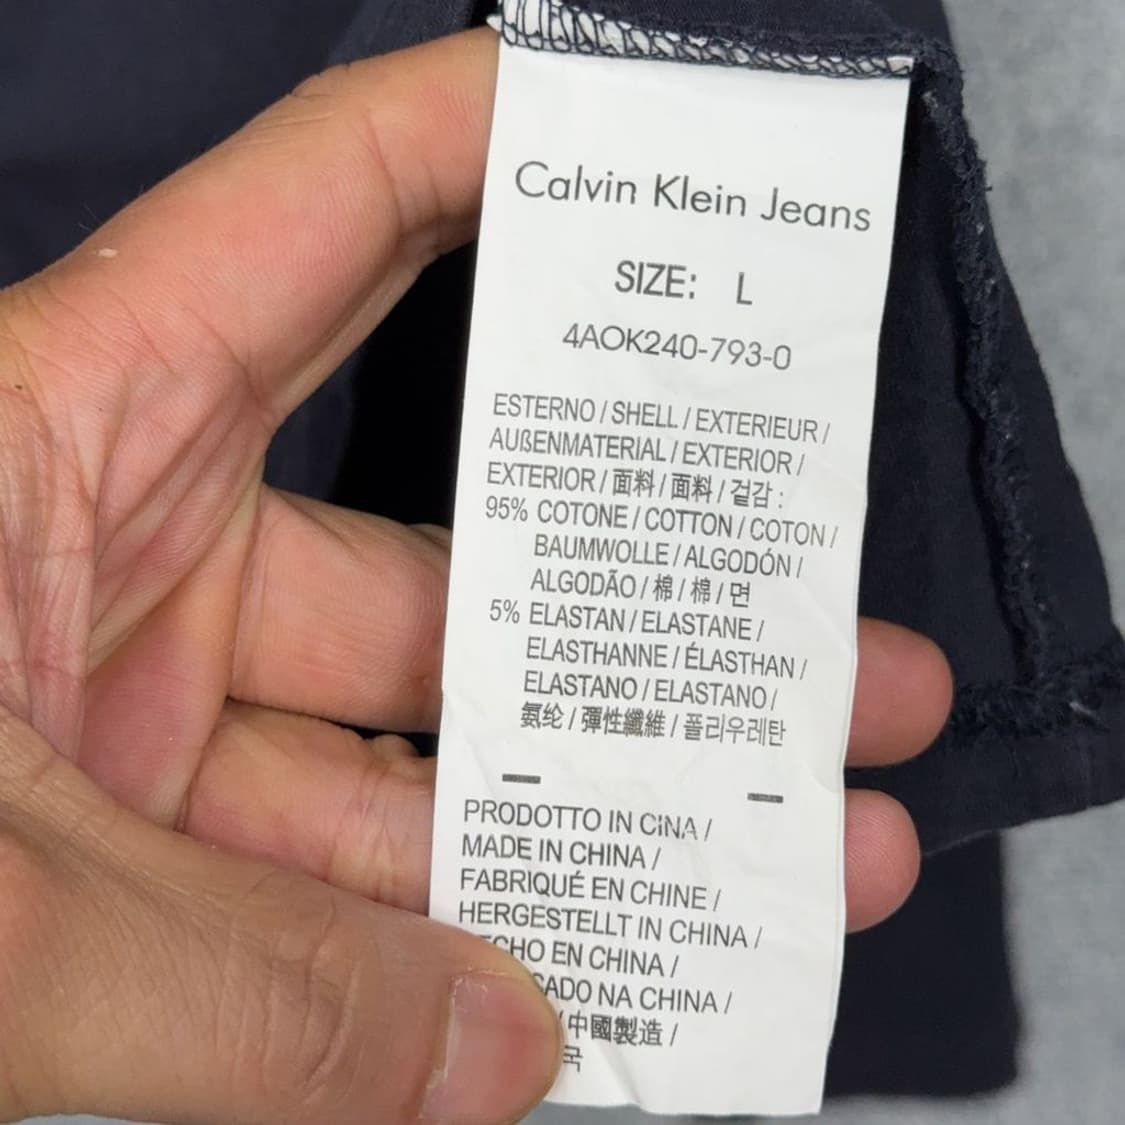 Calvin Klein Jeans
SIZE: L
4AOK240-793-0
ESTERNO / SHELL / EXTERIEUR /
AUßENMATERIAL / EXTERIOR /
EXTERIOR / 面料 / 面料 / 겉감 :
95% COTONE / COTTON / COTON /
BAUMWOLLE / ALGODÓN /
ALGODÃO / 棉 / 棉 / 면
5% ELASTAN / ELASTANE /
ELASTHANNE / ÉLASTHAN /
ELASTANO / ELASTANO /
氨纶 / 彈性纖維 / 폴리우레탄
PRODOTTO IN CINA /
MADE IN CHINA /
FABRIQUÉ EN CHINE /
HERGESTELLT IN CHINA /
ECHO EN CHINA /
CADO NA CHINA /
/ 中國製造 /
국